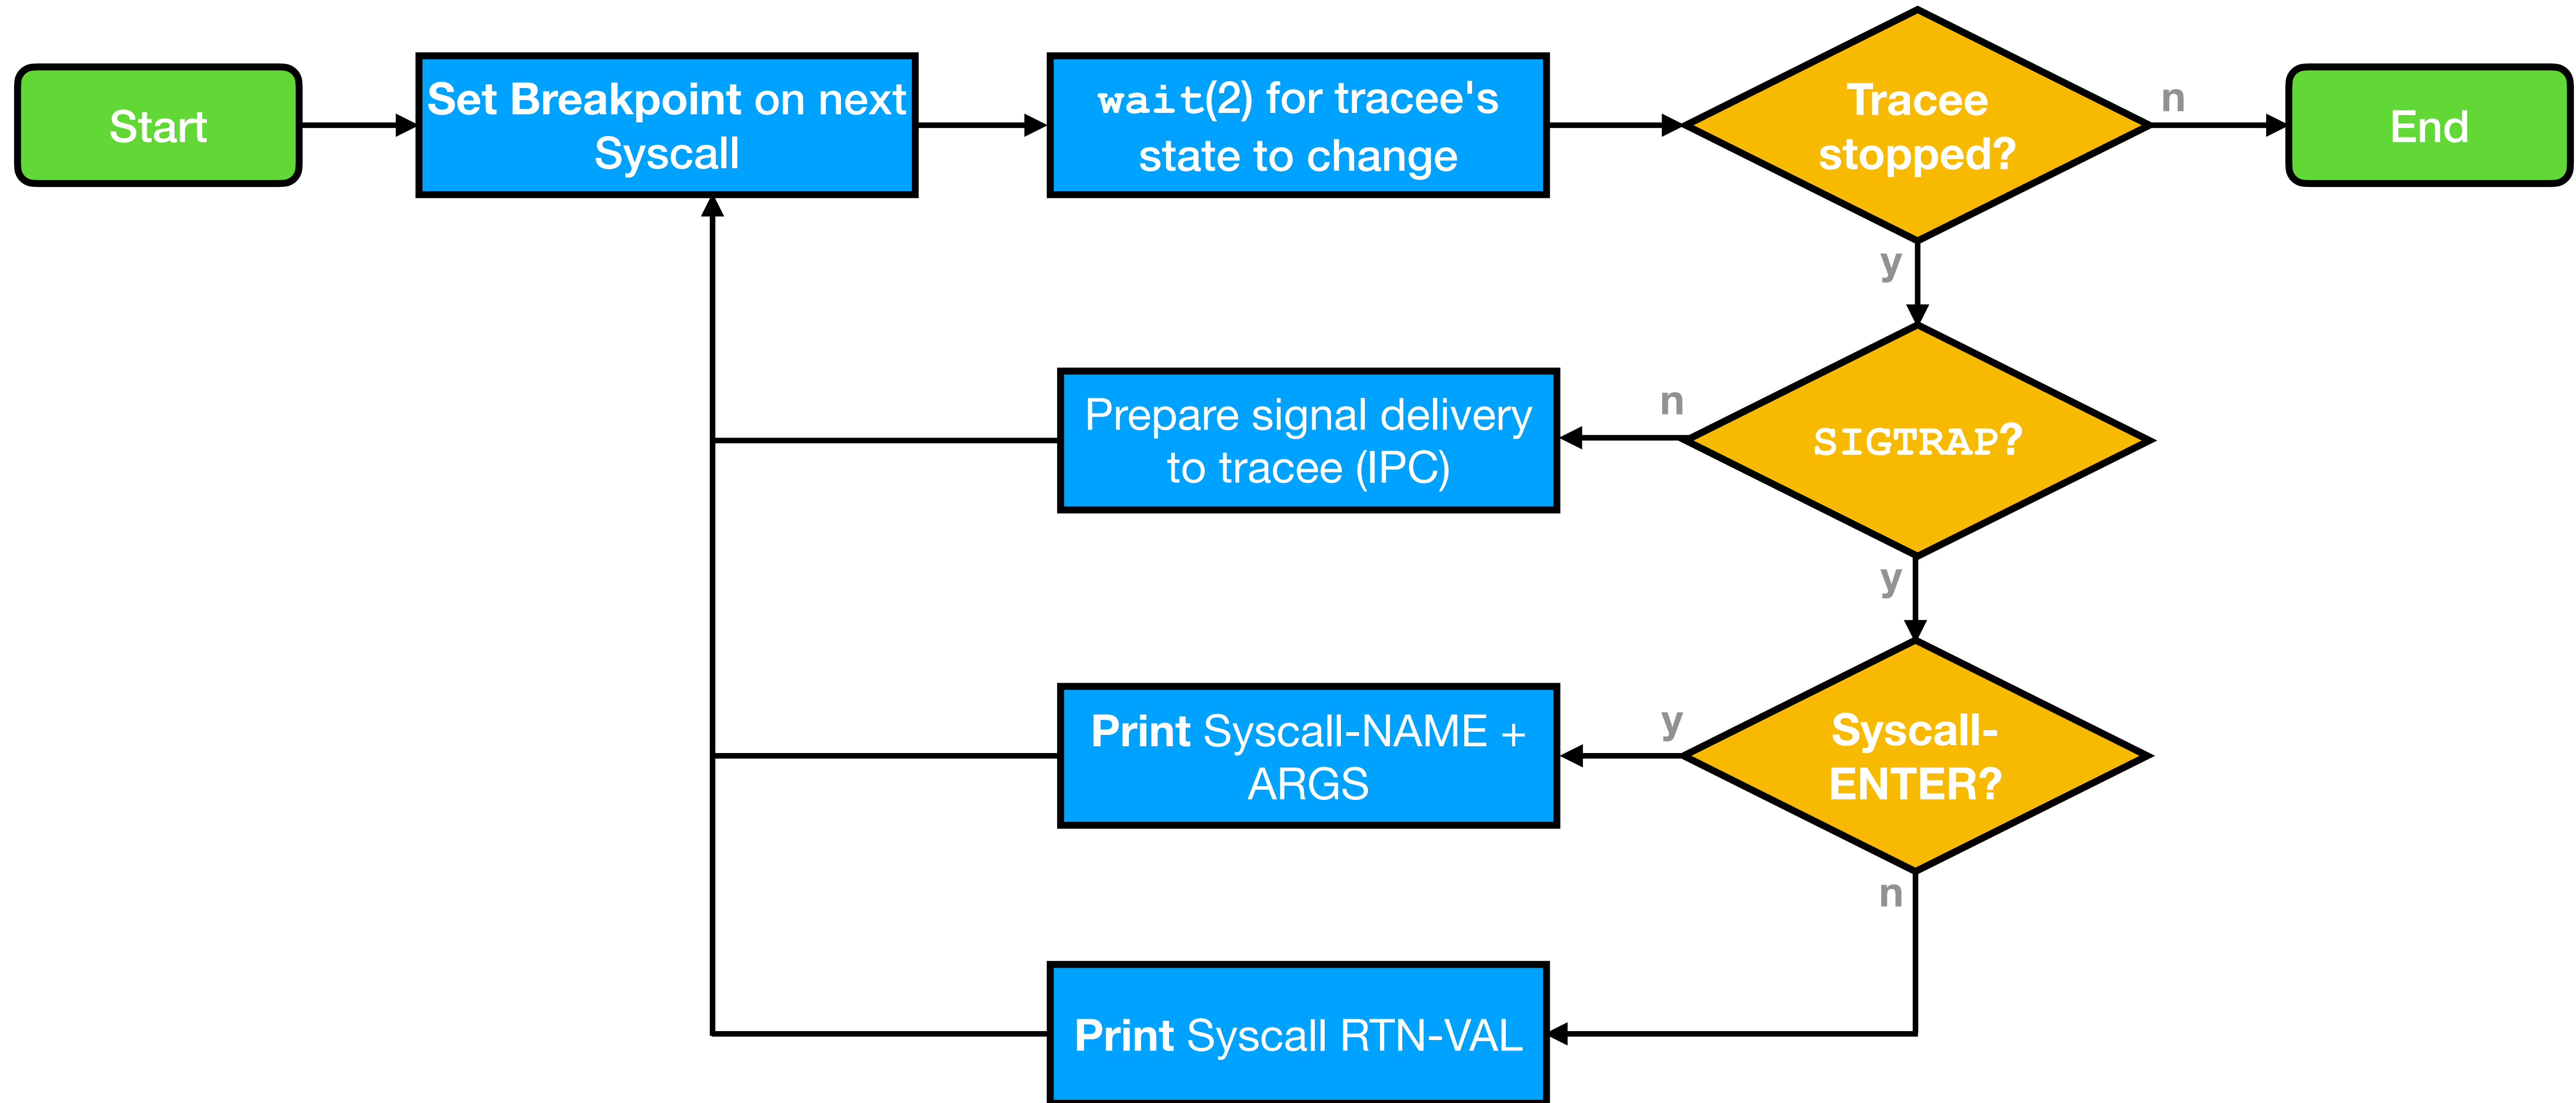 Start
Set Breakpoint on next
Syscall
wait(2) for tracee's
state to change
Tracee
stopped?
n
End
y
Prepare signal delivery
to tracee (IPC)
n
SIGTRAP?
y
Print Syscall-NAME +
ARGS
y
Syscall-
ENTER?
n
Print Syscall RTN-VAL